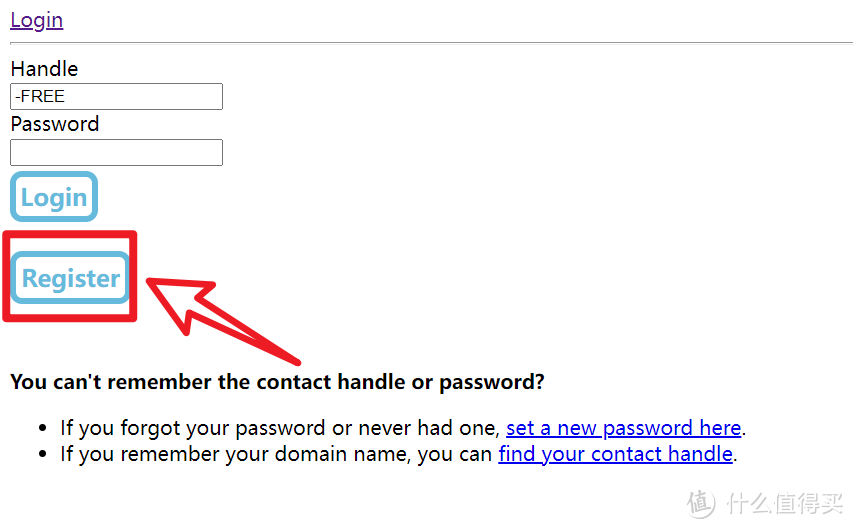 Login
Handle
-FREE
Password
Login
Register
You can't remember the contact handle or password?
If you forgot your password or never had one, set a new password here.
If you remember your domain name, you can find your contact handle.
值 什么值得买